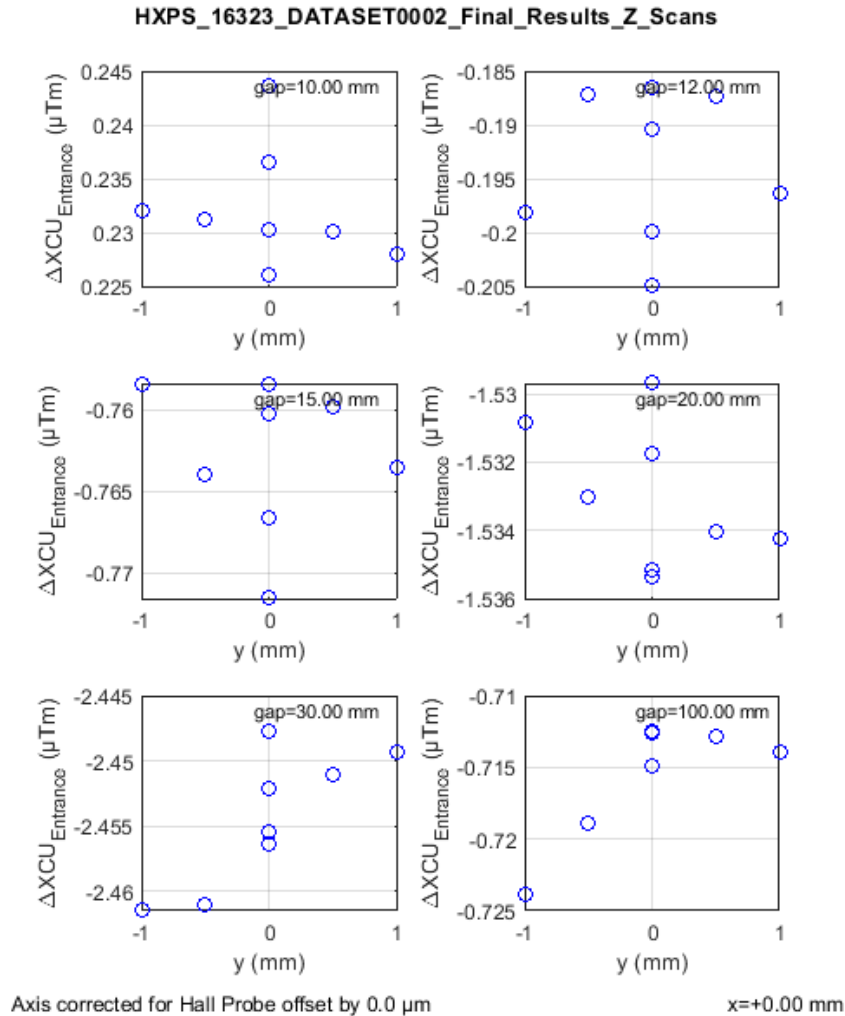 HXPS_16323_DATASET0002_Final_Results_Z_Scans
ΔXCU_Entrance (µTm)
0.245
0.24
0.235
0.23
0.225
gap=10.00 mm
-1 0 1
y (mm)
ΔXCU_Entrance (µTm)
-0.185
-0.19
-0.195
-0.2
-0.205
gap=12.00 mm
-1 0 1
y (mm)
ΔXCU_Entrance (µTm)
-0.76
-0.765
-0.77
gap=15.00 mm
-1 0 1
y (mm)
ΔXCU_Entrance (µTm)
-1.53
-1.532
-1.534
-1.536
gap=20.00 mm
-1 0 1
y (mm)
ΔXCU_Entrance (µTm)
-2.445
-2.45
-2.455
-2.46
gap=30.00 mm
-1 0 1
y (mm)
ΔXCU_Entrance (µTm)
-0.71
-0.715
-0.72
-0.725
gap=100.00 mm
-1 0 1
y (mm)
Axis corrected for Hall Probe offset by 0.0 µm
x=+0.00 mm